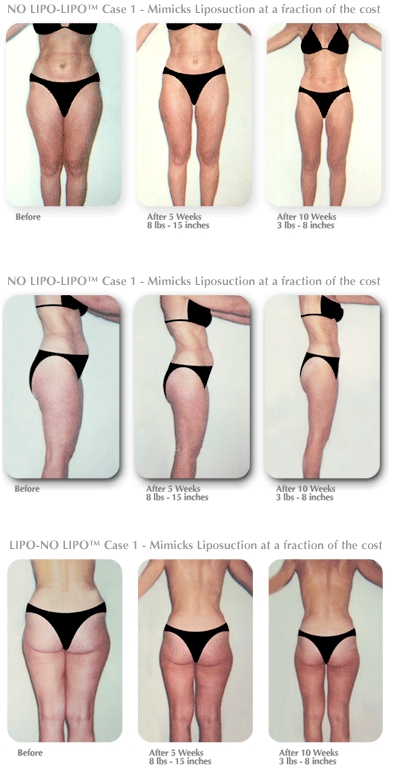 NO LIPO-LIPO™ Case 1 - Mimicks Liposuction at a fraction of the cost
Before
After 5 Weeks
8 lbs - 15 inches
After 10 Weeks
3 lbs - 8 inches
NO LIPO-LIPO™ Case 1 - Mimicks Liposuction at a fraction of the cost
Before
After 5 Weeks
8 lbs - 15 inches
After 10 Weeks
3 lbs - 8 inches
LIPO-NO LIPO™ Case 1 - Mimicks Liposuction at a fraction of the cost
Before
After 5 Weeks
8 lbs - 15 inches
After 10 Weeks
3 lbs - 8 inches